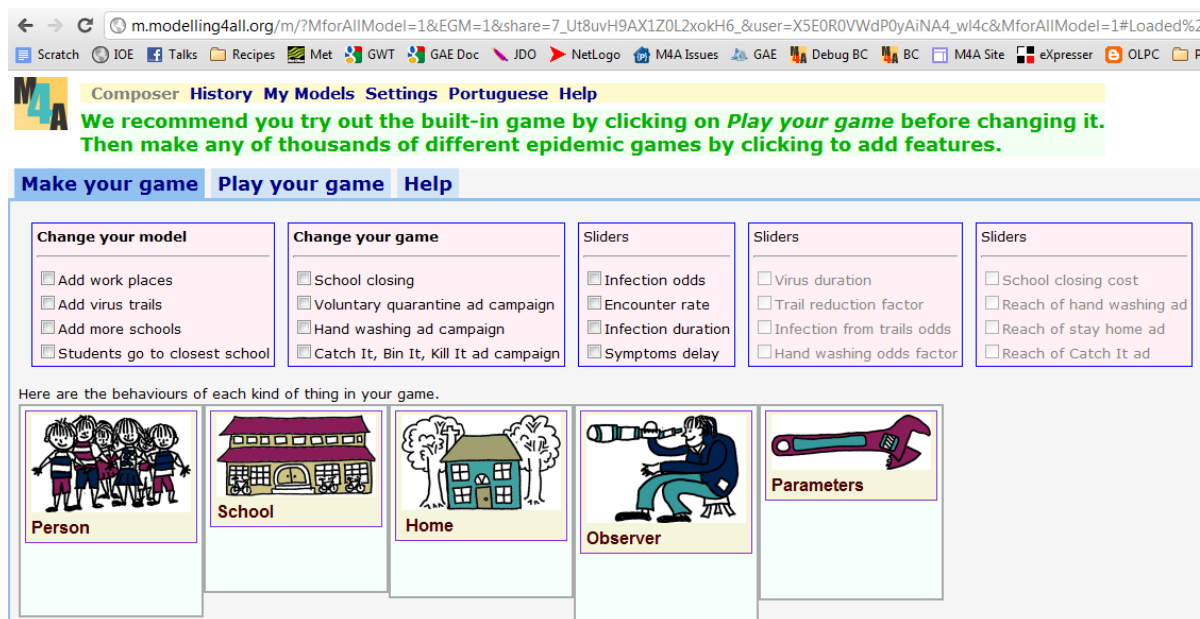 m.modelling4all.org/m/?MforAllModel=1&EGM=1&share=7_Ut8uvH9AX1Z0L2xokH6_&user=X5E0R0VWdP0yAiNA4_wl4c&MforAllModel=1#Loaded%2
Scratch IOE Talks Recipes Met GWT GAE Doc JDO NetLogo M4A Issues GAE Debug BC BC M4A Site eXpresser OLPC P
M4A
Composer History My Models Settings Portuguese Help
We recommend you try out the built-in game by clicking on Play your game before changing it.
Then make any of thousands of different epidemic games by clicking to add features.
Make your game Play your game Help
Change your model
Add work places
Add virus trails
Add more schools
Students go to closest school
Change your game
School closing
Voluntary quarantine ad campaign
Hand washing ad campaign
Catch It, Bin It, Kill It ad campaign
Sliders
Infection odds
Encounter rate
Infection duration
Symptoms delay
Sliders
Virus duration
Trail reduction factor
Infection from trails odds
Hand washing odds factor
Sliders
School closing cost
Reach of hand washing ad
Reach of stay home ad
Reach of Catch It ad
Here are the behaviours of each kind of thing in your game.
Person
School
Home
Observer
Parameters